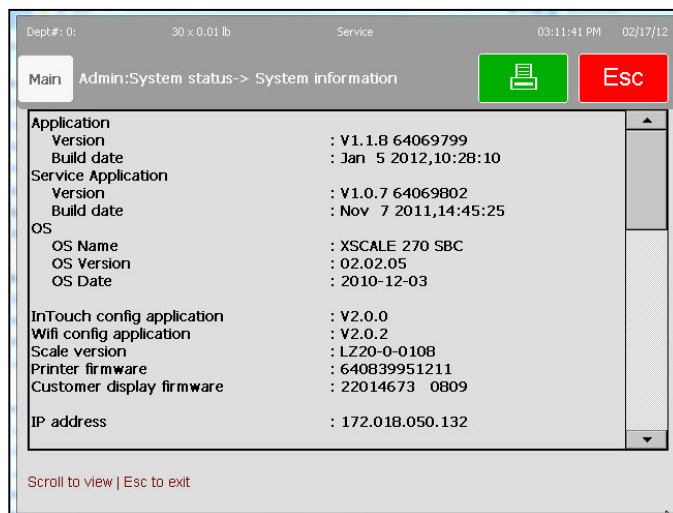 Dept#: 0: 30 x 0.01 lb Service 03:11:41 PM 02/17/12
Main Admin:System status-> System information Esc
Application
Version : V1.1.8 64069799
Build date : Jan 5 2012,10:28:10
Service Application
Version : V1.0.7 64069802
Build date : Nov 7 2011,14:45:25
OS
OS Name : XSCALE 270 SBC
OS Version : 02.02.05
OS Date : 2010-12-03
InTouch config application : V2.0.0
Wifi config application : V2.0.2
Scale version : LZ20-0-0108
Printer firmware : 640839951211
Customer display firmware : 22014673 0809
IP address : 172.018.050.132
Scroll to view | Esc to exit